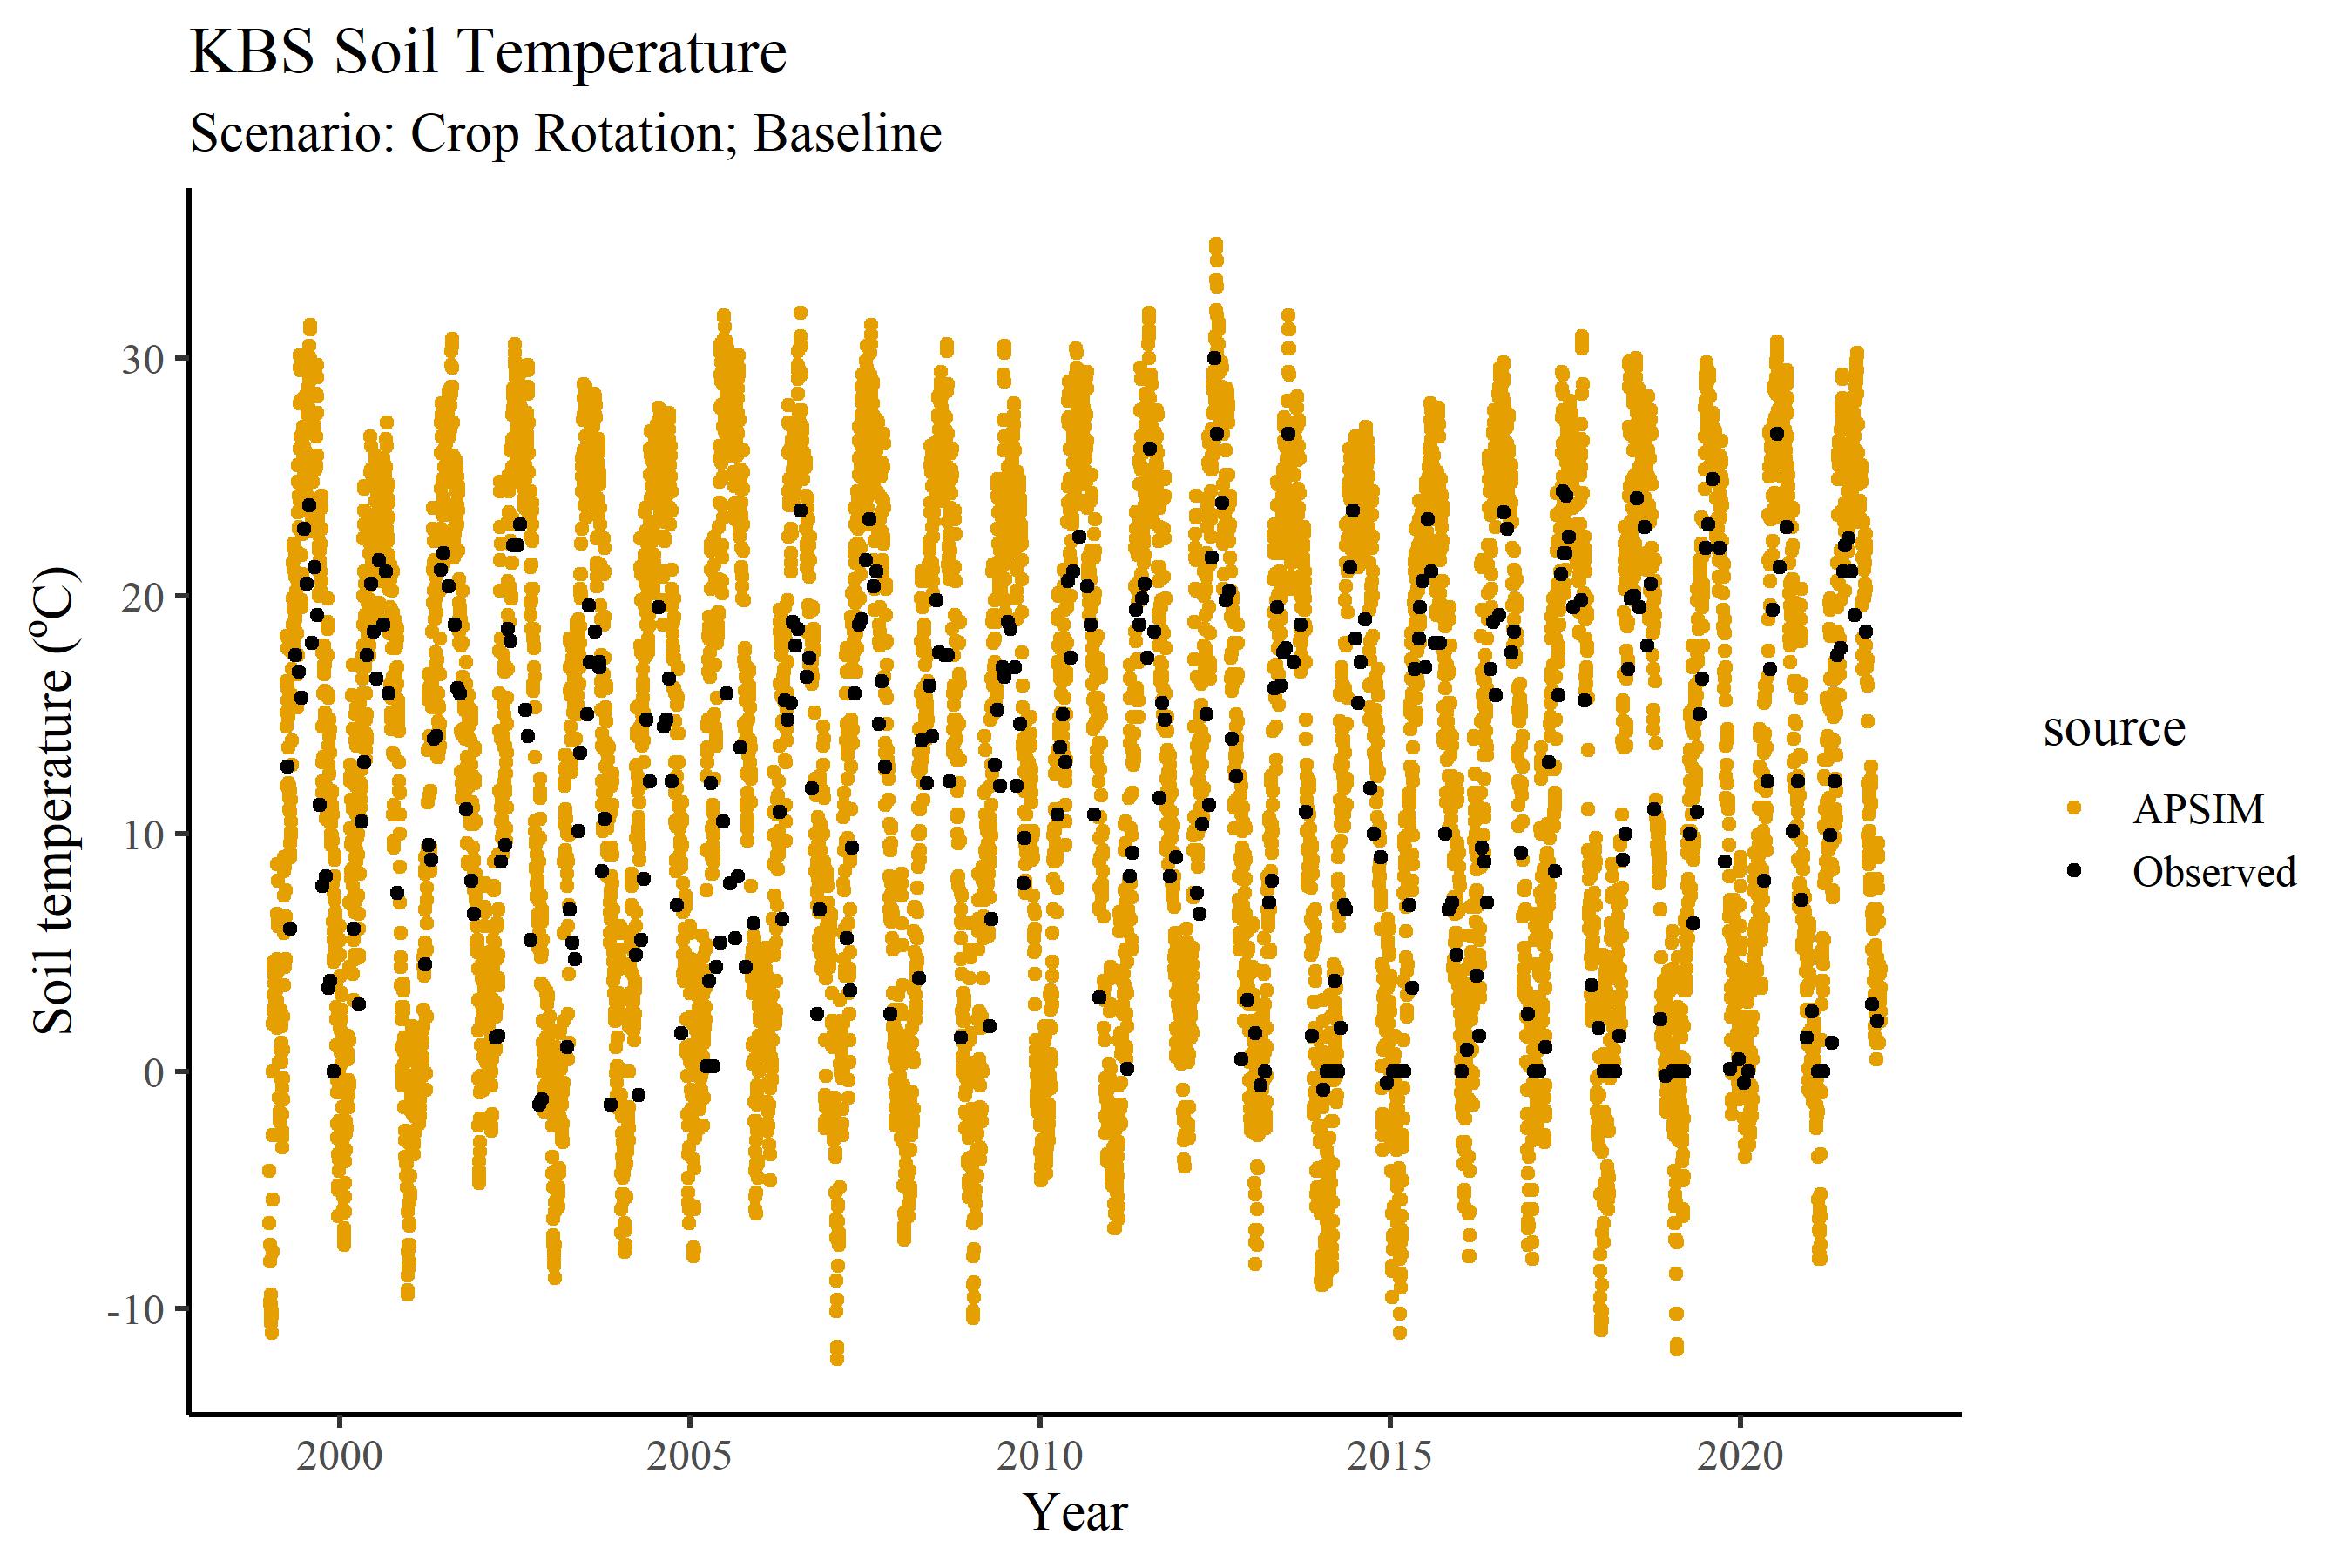 KBS Soil Temperature
Scenario: Crop Rotation; Baseline
Soil temperature (ºC)
30
20
10
0
-10
2000 2005 2010 2015 2020
Year
source
APSIM
Observed